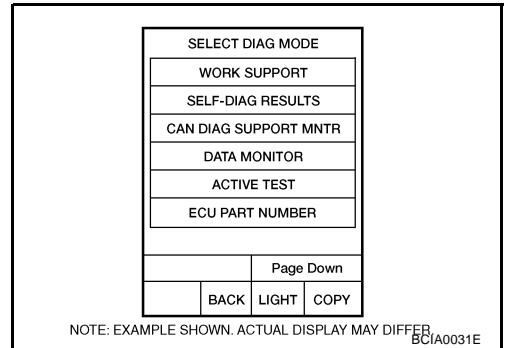 SELECT DIAG MODE
WORK SUPPORT
SELF-DIAG RESULTS
CAN DIAG SUPPORT MNTR
DATA MONITOR
ACTIVE TEST
ECU PART NUMBER
Page Down
BACK LIGHT COPY
NOTE: EXAMPLE SHOWN. ACTUAL DISPLAY MAY DIFFER.
BCIA0031E